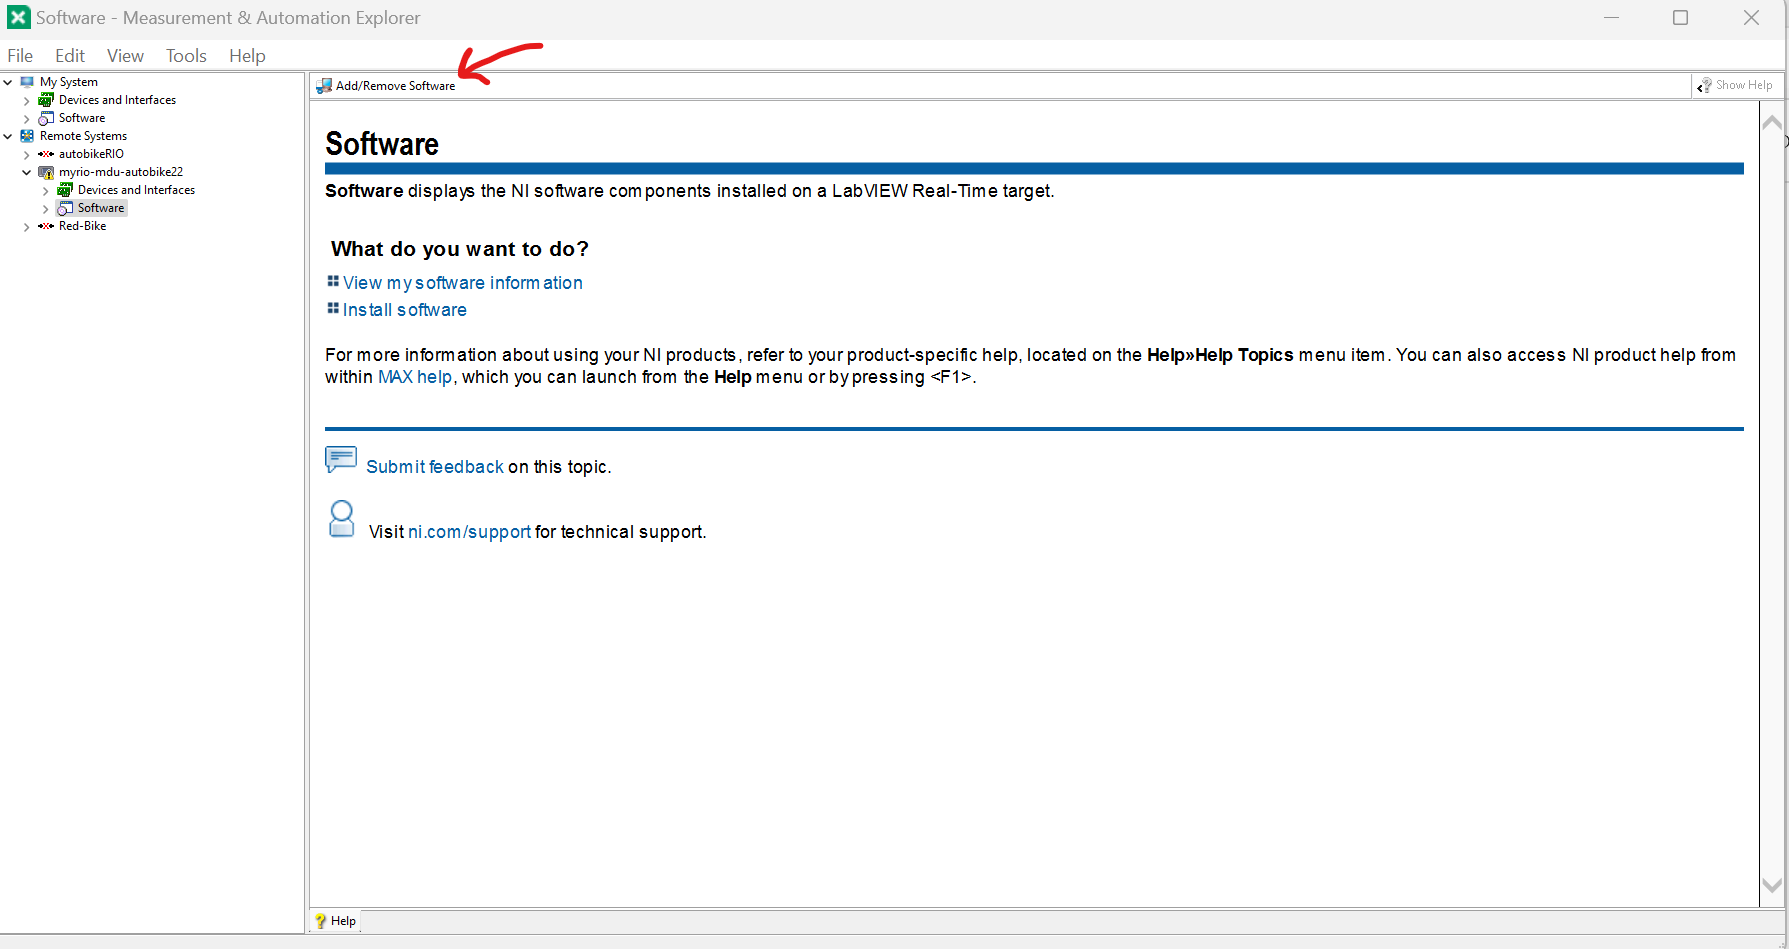 Software - Measurement & Automation Explorer
File Edit View Tools Help
My System
Devices and Interfaces
Software
Remote Systems
autobikeRIO
myrio-mdu-autobike22
Devices and Interfaces
Software
Red-Bike
Add/Remove Software
Show Help
Software
Software displays the NI software components installed on a LabVIEW Real-Time target.
What do you want to do?
View my software information
Install software
For more information about using your NI products, refer to your product-specific help, located on the Help»Help Topics menu item. You can also access NI product help from
within MAX help, which you can launch from the Help menu or by pressing <F1>.
Submit feedback on this topic.
Visit ni.com/support for technical support.
Help